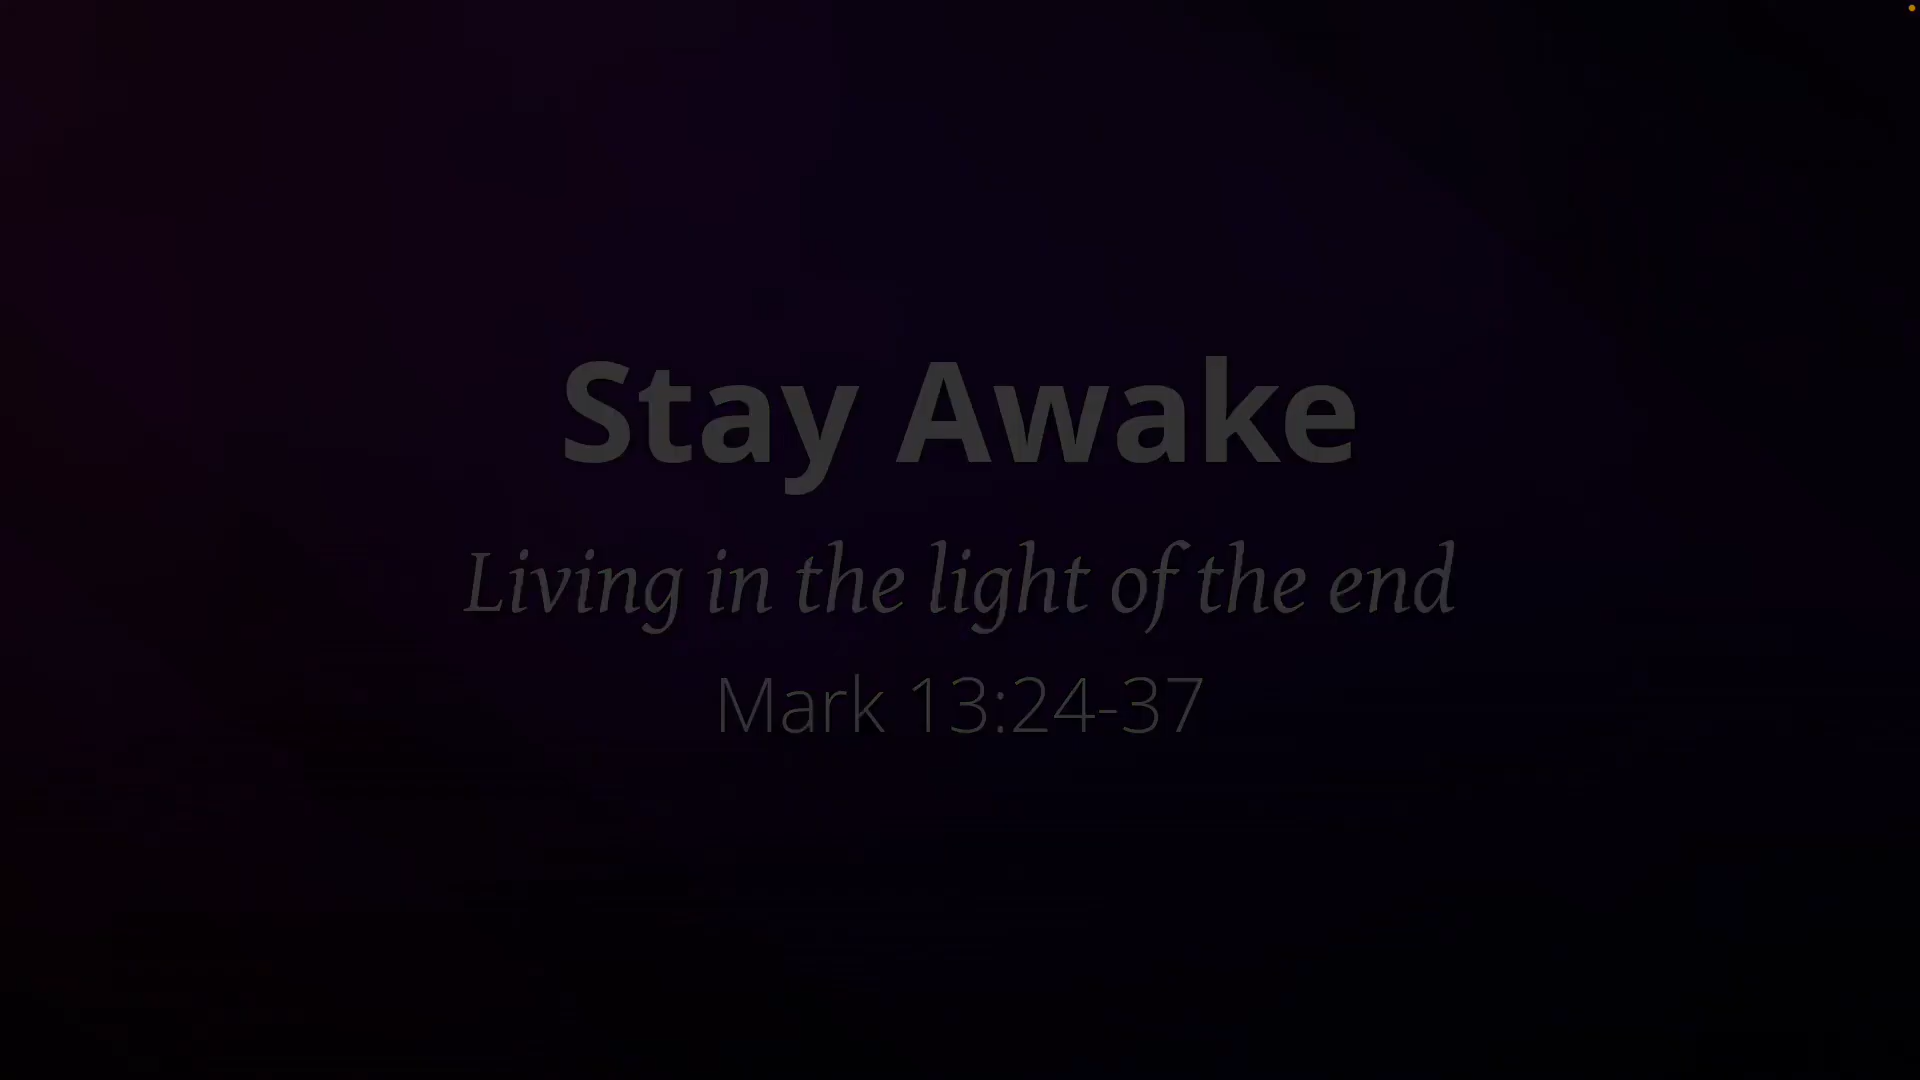 Stay Awake
Living in the light of the end
Mark 13:24-37